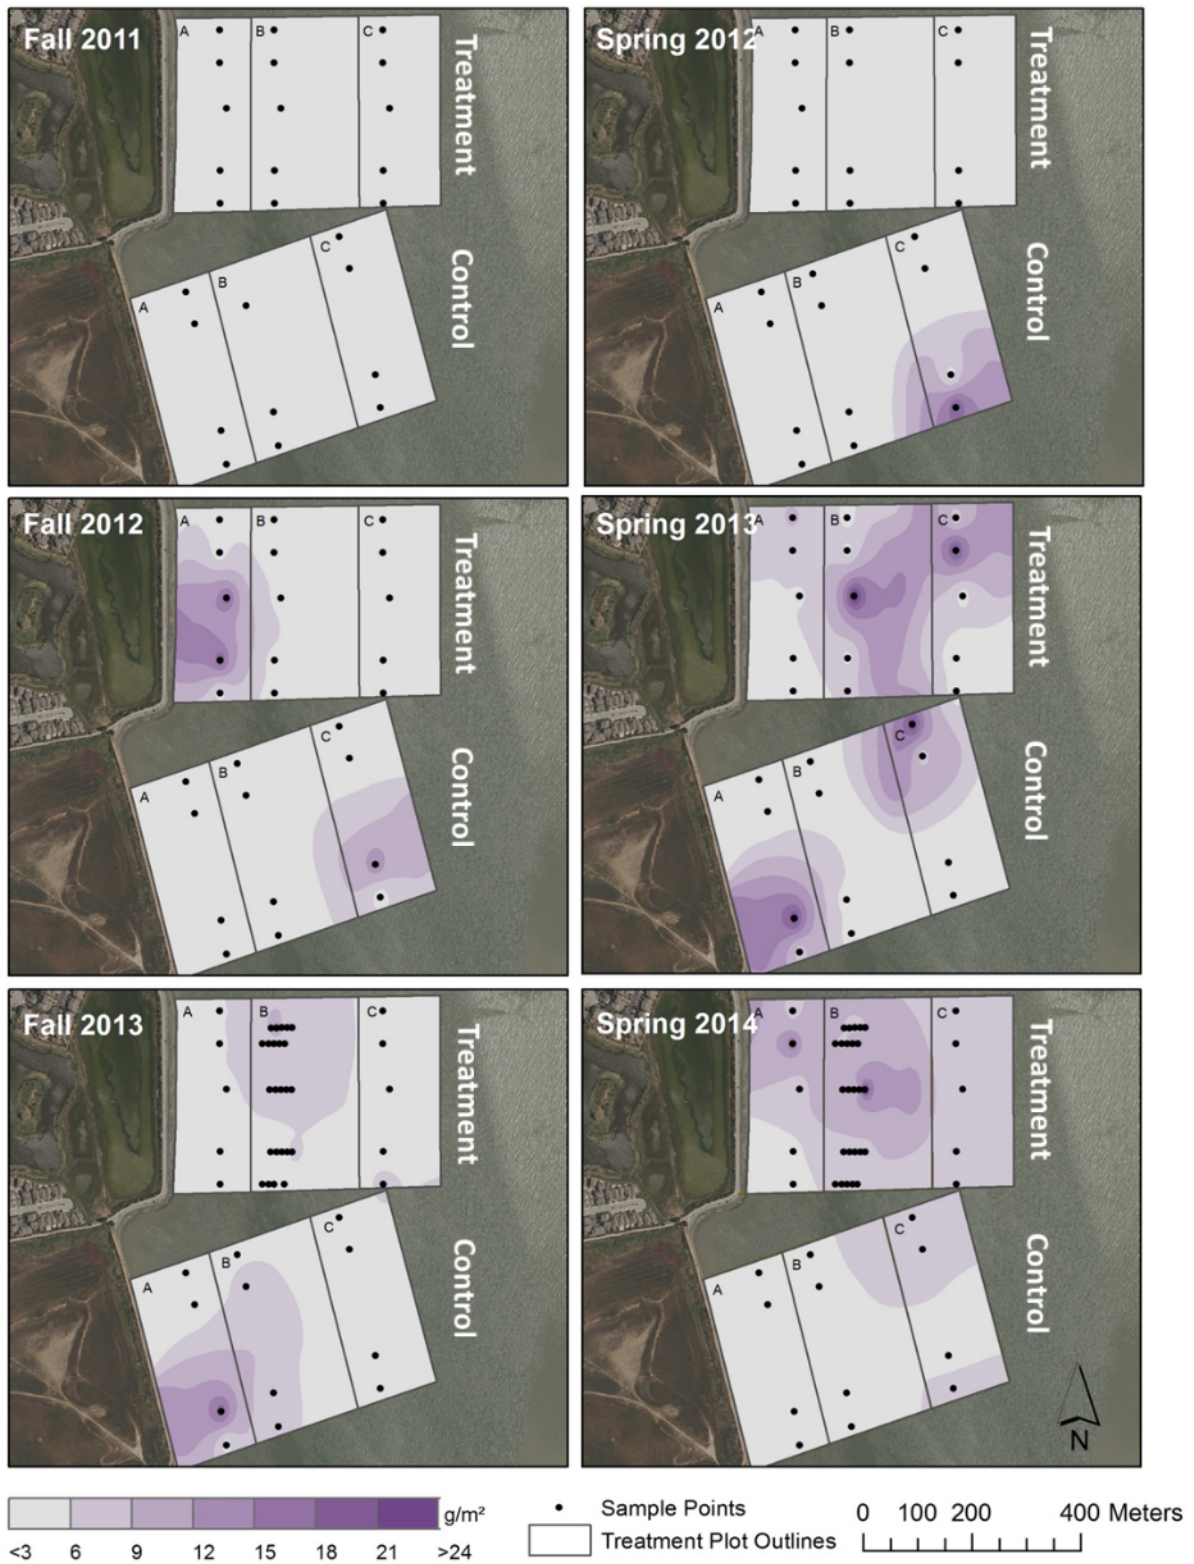 Fall 2011
A
B
C
Treatment
A
B
C
Control
Spring 2012
A
B
C
Treatment
A
B
C
Control
Fall 2012
A
B
C
Treatment
A
B
C
Control
Spring 2013
A
B
C
Treatment
A
B
C
Control
Fall 2013
A
B
C
Treatment
A
B
C
Control
Spring 2014
A
B
C
Treatment
A
B
C
Control
N
g/m²
<3 6 9 12 15 18 21 >24
Sample Points
Treatment Plot Outlines
0 100 200 400 Meters